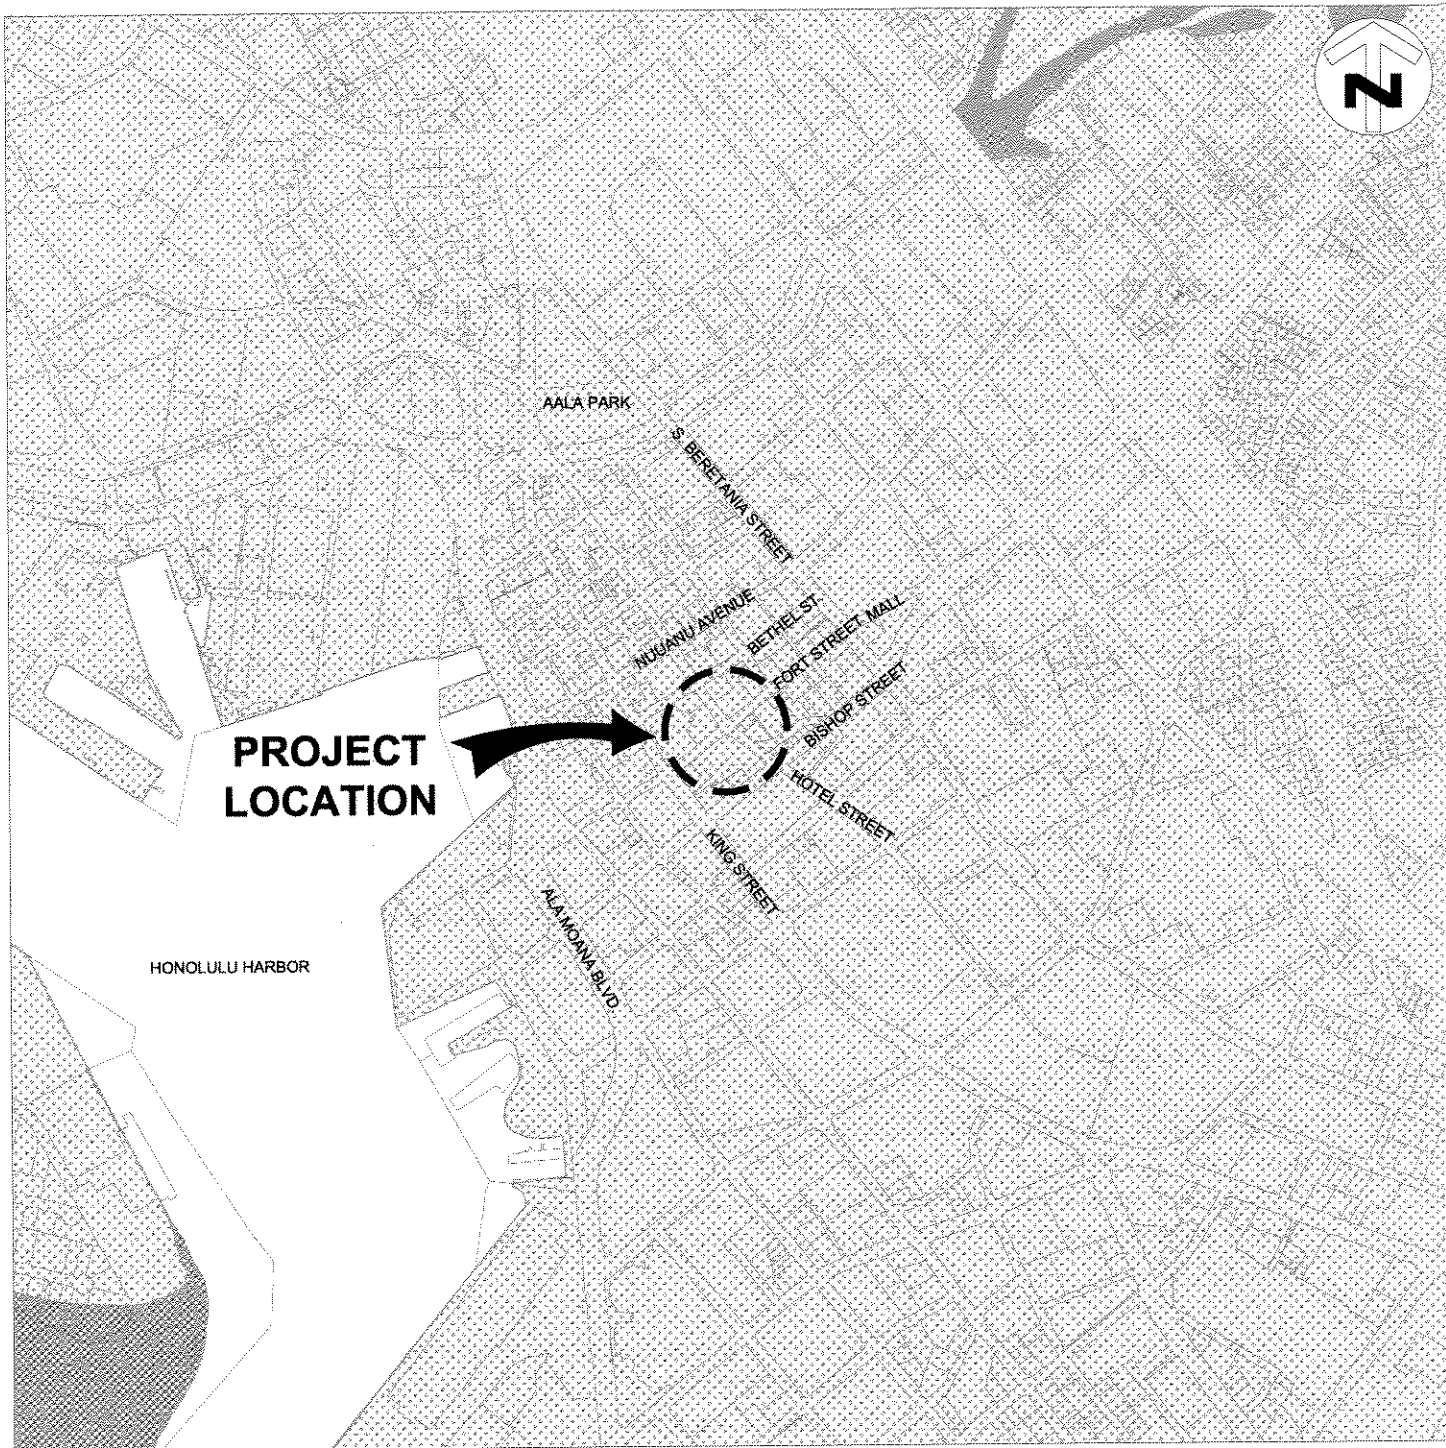 N
AALA PARK
S. BERETANIA STREET
NUUANU AVENUE
BETHEL ST
FORT STREET MALL
BISHOP STREET
PROJECT
LOCATION
HOTEL STREET
KING STREET
ALA MOANA BLVD.
HONOLULU HARBOR